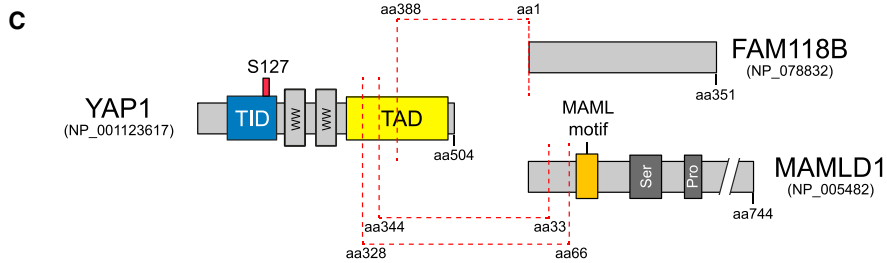 C
aa388
aa1
FAM118B
(NP_078832)
aa351
S127
YAP1
(NP_001123617)
TID
WW
WW
TAD
aa504
MAML
motif
Ser
Pro
MAMLD1
(NP_005482)
aa744
aa344
aa33
aa328
aa66